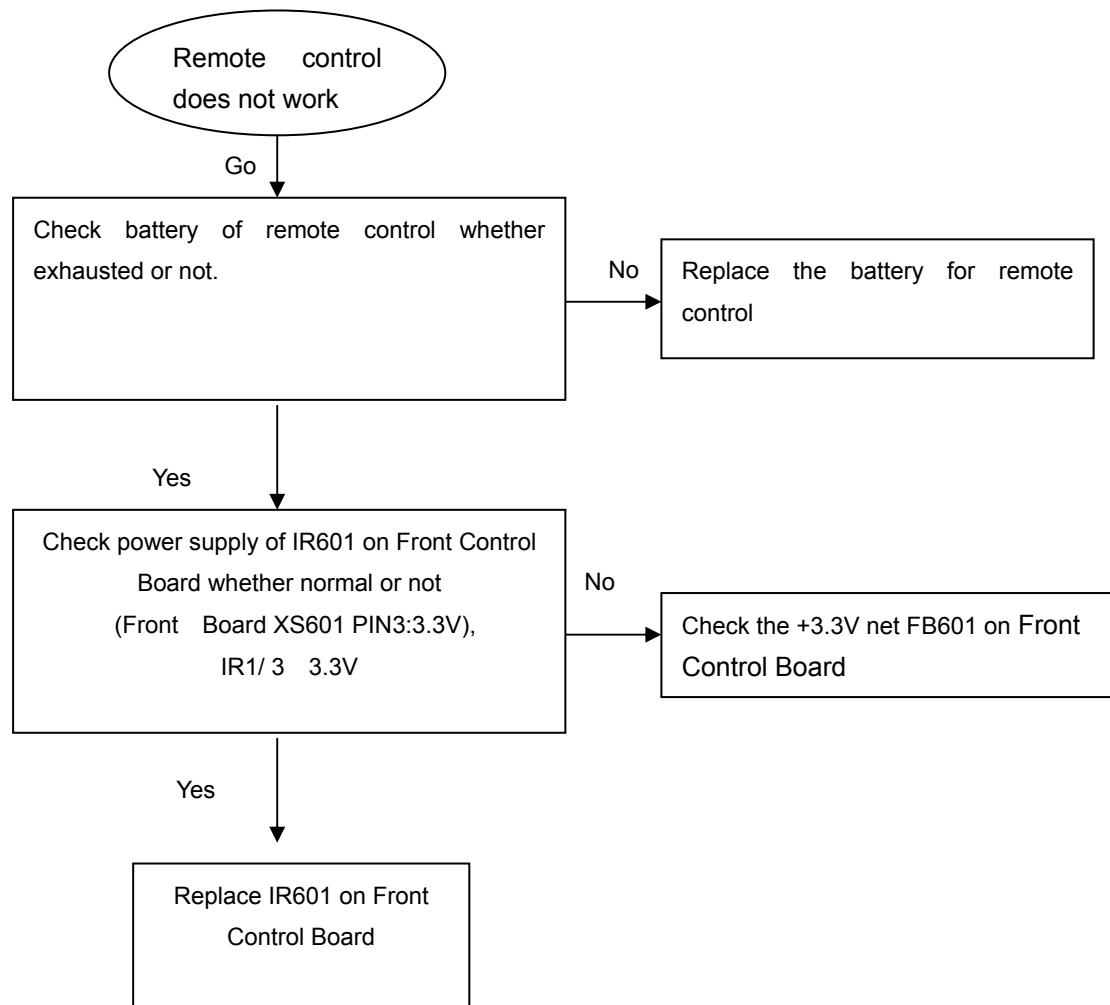 Remote control
does not work
Go
Check battery of remote control whether
exhausted or not.
No
Replace the battery for remote
control
Yes
Check power supply of IR601 on Front Control
Board whether normal or not
(Front Board XS601 PIN3:3.3V),
IR1/ 3 3.3V
No
Check the +3.3V net FB601 on Front
Control Board
Yes
Replace IR601 on Front
Control Board